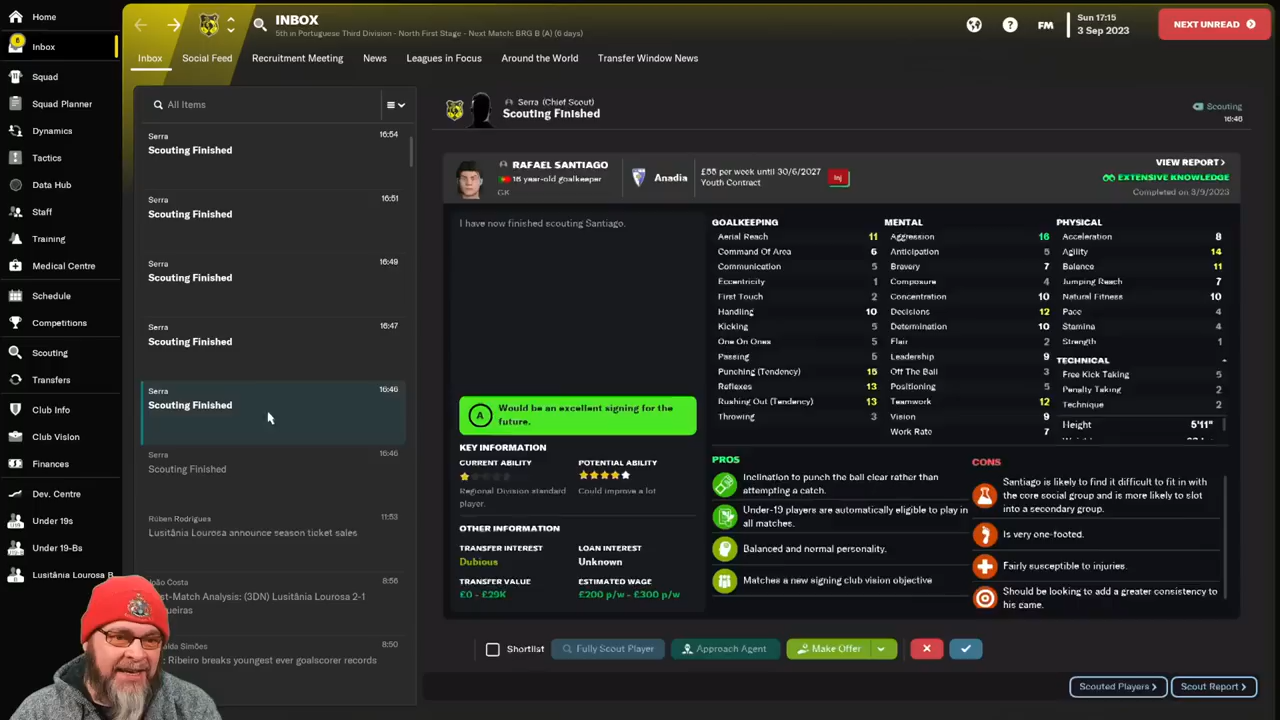 Home
INBOX
5th in Portuguese Third Division - North First Stage - Next Match: BRG B (A) (6 days)
FM
Sun 17:15
3 Sep 2023
NEXT UNREAD
Inbox
Squad
Squad Planner
Dynamics
Tactics
Data Hub
Staff
Training
Medical Centre
Schedule
Competitions
Scouting
Transfers
Club Info
Club Vision
Finances
Dev. Centre
Under 19s
Under 19-Bs
Lusitânia Lourosa B
Inbox
Social Feed
Recruitment Meeting
News
Leagues in Focus
Around the World
Transfer Window News
All Items
Serra 16:54
Scouting Finished
Serra 16:51
Scouting Finished
Serra 16:49
Scouting Finished
Serra 16:47
Scouting Finished
Serra 16:46
Scouting Finished
Serra 16:46
Scouting Finished
Rúben Rodrigues 11:53
Lusitânia Lourosa announce season ticket sales
João Costa 8:56
Post-Match Analysis: (3DN) Lusitânia Lourosa 2-1
8:50
: Ribeiro breaks youngest ever goalscorer records
Serra (Chief Scout)
Scouting Finished
Scouting
16:46
RAFAEL SANTIAGO
16 year-old goalkeeper
GK
Anadia
£55 per week until 30/6/2027
Youth Contract
Inj
VIEW REPORT >
EXTENSIVE KNOWLEDGE
Completed on 3/9/2023
I have now finished scouting Santiago.
A
Would be an excellent signing for the
future.
KEY INFORMATION
CURRENT ABILITY
Regional Division standard
player.
POTENTIAL ABILITY
Could improve a lot
OTHER INFORMATION
TRANSFER INTEREST
Dubious
LOAN INTEREST
Unknown
TRANSFER VALUE
£0 - £29K
ESTIMATED WAGE
£200 p/w - £300 p/w
GOALKEEPING
Aerial Reach 11
Command Of Area 6
Communication 5
Eccentricity 1
First Touch 2
Handling 10
Kicking 5
One On Ones 5
Passing 5
Punching (Tendency) 15
Reflexes 13
Rushing Out (Tendency) 13
Throwing 3
MENTAL
Aggression 16
Anticipation 5
Bravery 7
Composure 4
Concentration 10
Decisions 12
Determination 10
Flair 2
Leadership 9
Off The Ball 3
Positioning 5
Teamwork 12
Vision 9
Work Rate 7
PHYSICAL
Acceleration 8
Agility 14
Balance 11
Jumping Reach 7
Natural Fitness 10
Pace 4
Stamina 4
Strength 1
TECHNICAL
Free Kick Taking 5
Penalty Taking 2
Technique 2
Height 5'11"
PROS
Inclination to punch the ball clear rather than
attempting a catch.
Under-19 players are automatically eligible to play in
all matches.
Balanced and normal personality.
Matches a new signing club vision objective
CONS
Santiago is likely to find it difficult to fit in with
the core social group and is more likely to slot
into a secondary group.
Is very one-footed.
Fairly susceptible to injuries.
Should be looking to add a greater consistency to
his game.
Shortlist
Fully Scout Player
Approach Agent
Make Offer
Scouted Players >
Scout Report >